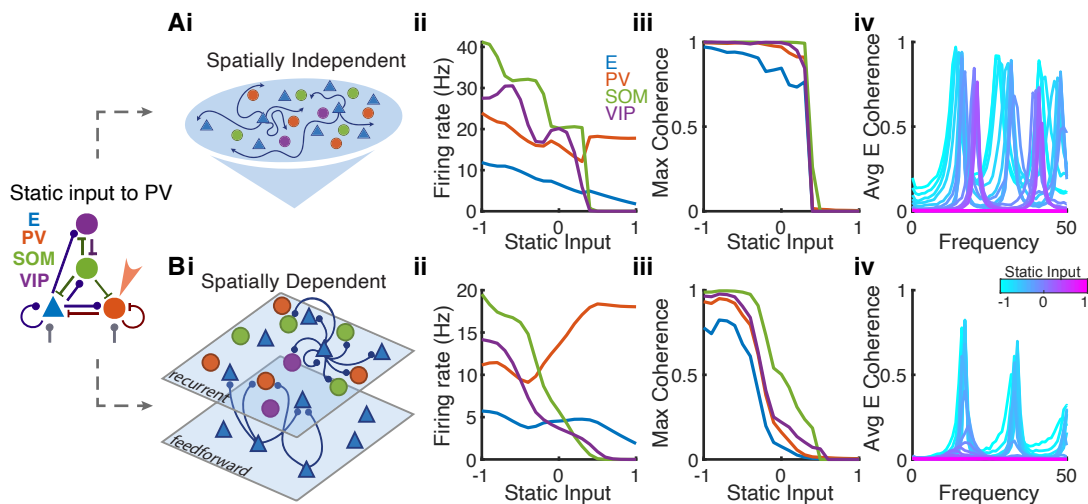 Ai
Spatially Independent
ii
Firing rate (Hz)
40
30
20
10
0
-1
0
1
Static Input
E
PV
SOM
VIP
iii
Max Coherence
1
0.5
0
-1
0
1
Static Input
iv
Avg E Coherence
1
0.5
0
0
50
Frequency
Static input to PV
E
PV
SOM
VIP
Bi
Spatially Dependent
recurrent
feedforward
ii
Firing rate (Hz)
20
15
10
5
0
-1
0
1
Static Input
iii
Max Coherence
1
0.5
0
-1
0
1
Static Input
iv
Static Input
-1
0
1
Avg E Coherence
1
0.5
0
0
50
Frequency